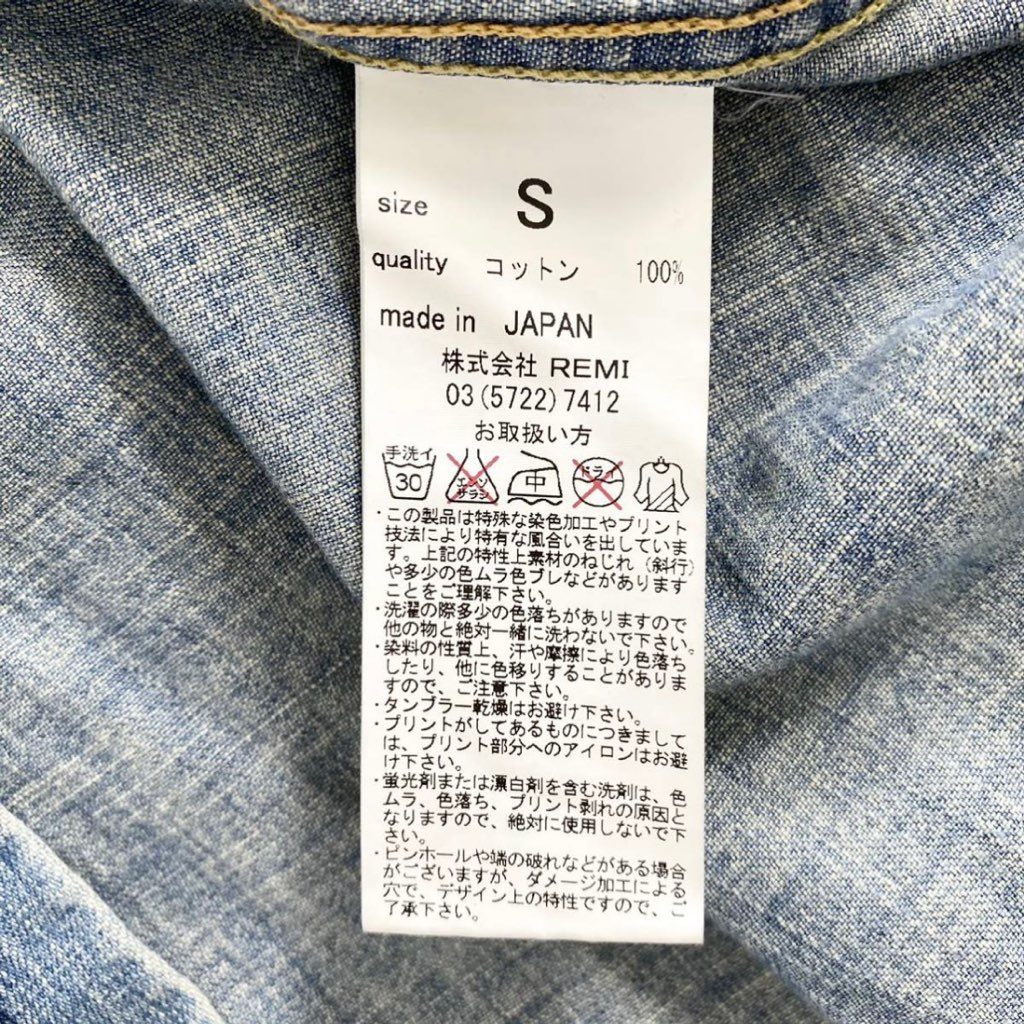 size S
quality コットン 100%
made in JAPAN
株式会社 REMI
03(5722)7412
お取扱い方
手洗イ
30 エンソサラシ 中 ドライ
・この製品は特殊な染色加工やプリント
技法により特有な風合いを出していま
す。上記の特性上素材のねじれ(斜行)
や多少の色ムラ色ブレなどがあります
ことをご理解下さい。
・洗濯の際多少の色落ちがありますので
他の物と絶対一緒に洗わないで下さい。
・染料の性質上、汗や摩擦により色落ち
したり、他に色移りすることがありま
すので、ご注意下さい。
・タンブラー乾燥はお避け下さい。
・プリントがしてあるものにつきまして
は、プリント部分へのアイロンはお避
け下さい。
・蛍光剤または漂白剤を含む洗剤は、色
ムラ、色落ち、プリント剥れの原因と
なりますので、絶対に使用しないで下
さい。
・ピンホールや端の破れなどがある場合
がございますが、ダメージ加工による
穴で、デザイン上の特性ですので、ご
了承下さい。